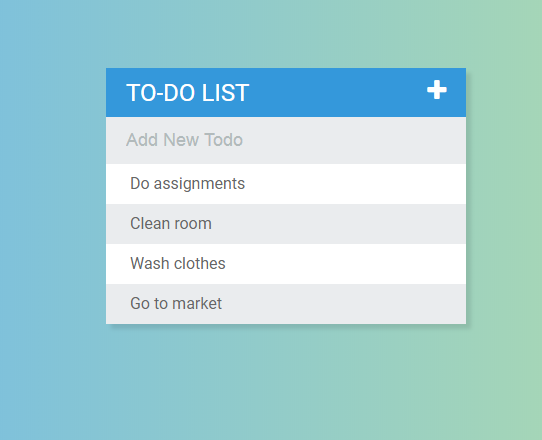 TO-DO LIST
Add New Todo
Do assignments
Clean room
Wash clothes
Go to market